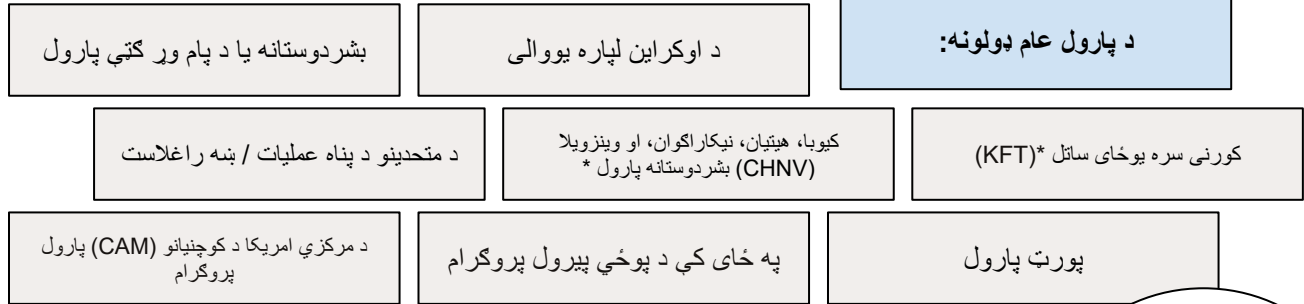 د پارول عام ډولونه:
د اوکراین لپاره یووالی
بشردوستانه یا د پام وړ ګټې پارول
کورنی سره یوځای ساتل *(KFT)
کیوبا، هیتیان، نیکاراګوان، او وینزویلا
(CHNV) بشردوستانه پارول *
د متحدینو د پناه عملیات / ښه راغلاست
پورټ پارول
په ځای کې د پوځي پیرول پروګرام
د مرکزي امریکا د کوچنیانو (CAM) پارول
پروګرام